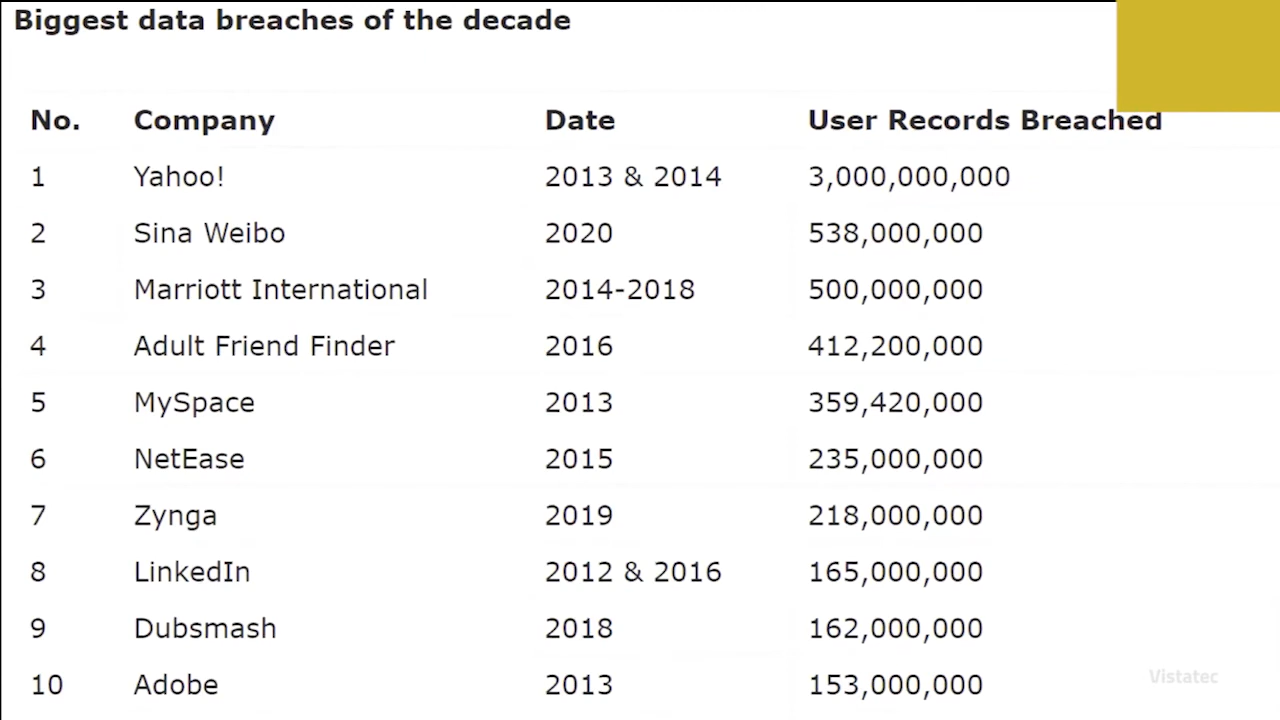 Biggest data breaches of the decade
No. Company Date User Records Breached
1 Yahoo! 2013 & 2014 3,000,000,000
2 Sina Weibo 2020 538,000,000
3 Marriott International 2014-2018 500,000,000
4 Adult Friend Finder 2016 412,200,000
5 MySpace 2013 359,420,000
6 NetEase 2015 235,000,000
7 Zynga 2019 218,000,000
8 LinkedIn 2012 & 2016 165,000,000
9 Dubsmash 2018 162,000,000
10 Adobe 2013 153,000,000
Vistatec